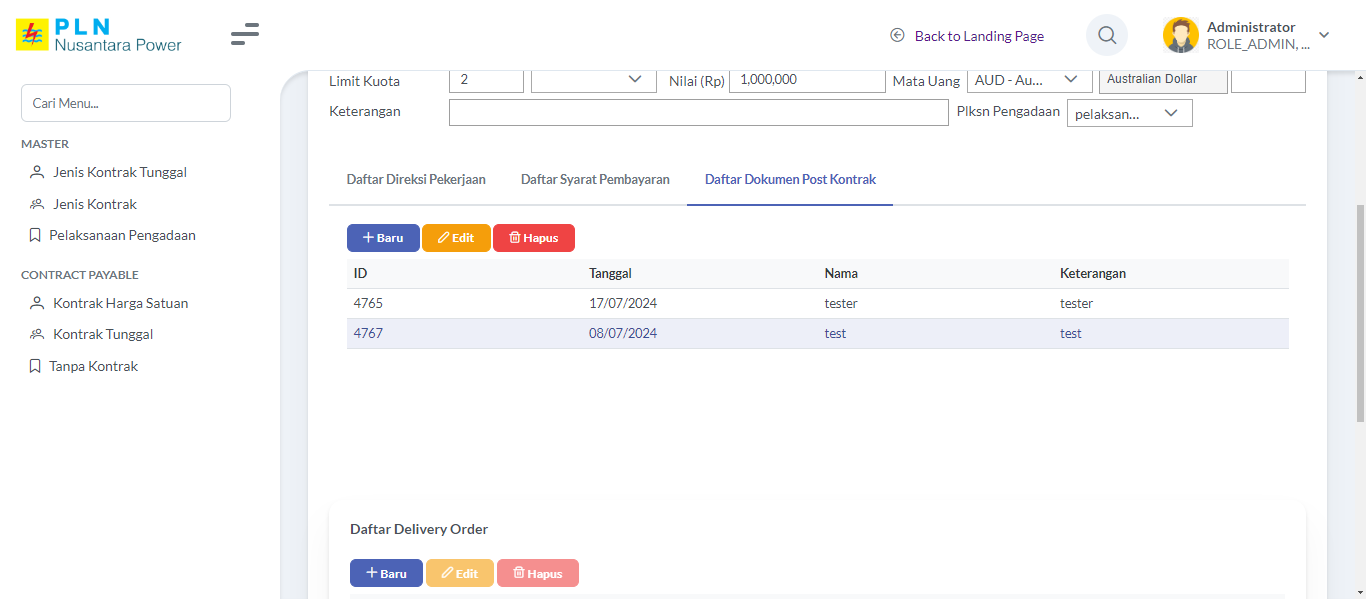 PLN
Nusantara Power
Back to Landing Page
Administrator
ROLE_ADMIN, ...
Cari Menu...
MASTER
Jenis Kontrak Tunggal
Jenis Kontrak
Pelaksanaan Pengadaan
CONTRACT PAYABLE
Kontrak Harga Satuan
Kontrak Tunggal
Tanpa Kontrak
Limit Kuota 2 Nilai (Rp) 1,000,000 Mata Uang AUD - Au... Australian Dollar
Keterangan Plksn Pengadaan pelaksan...
Daftar Direksi Pekerjaan Daftar Syarat Pembayaran Daftar Dokumen Post Kontrak
Baru Edit Hapus
ID Tanggal Nama Keterangan
4765 17/07/2024 tester tester
4767 08/07/2024 test test
Daftar Delivery Order
Baru Edit Hapus